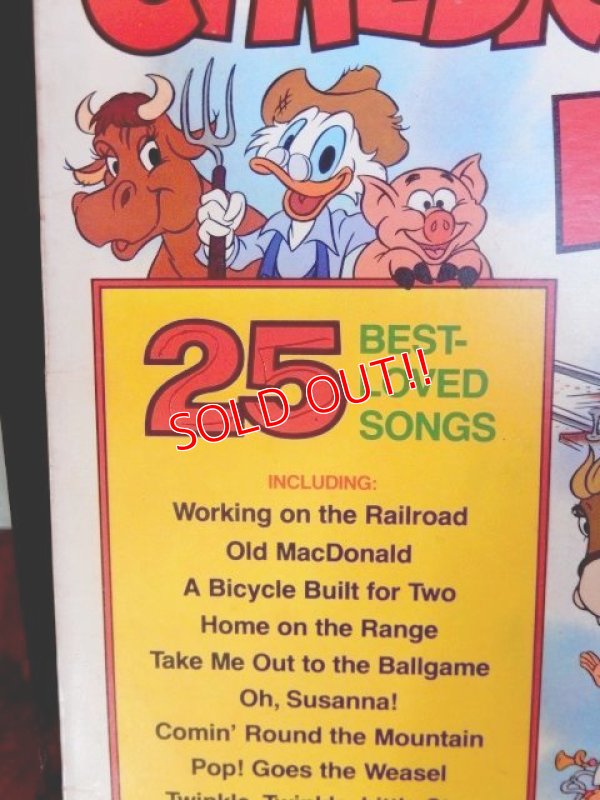 25
BEST-
LOVED
SONGS
SOLD OUT!!
INCLUDING:
Working on the Railroad
Old MacDonald
A Bicycle Built for Two
Home on the Range
Take Me Out to the Ballgame
Oh, Susanna!
Comin' Round the Mountain
Pop! Goes the Weasel